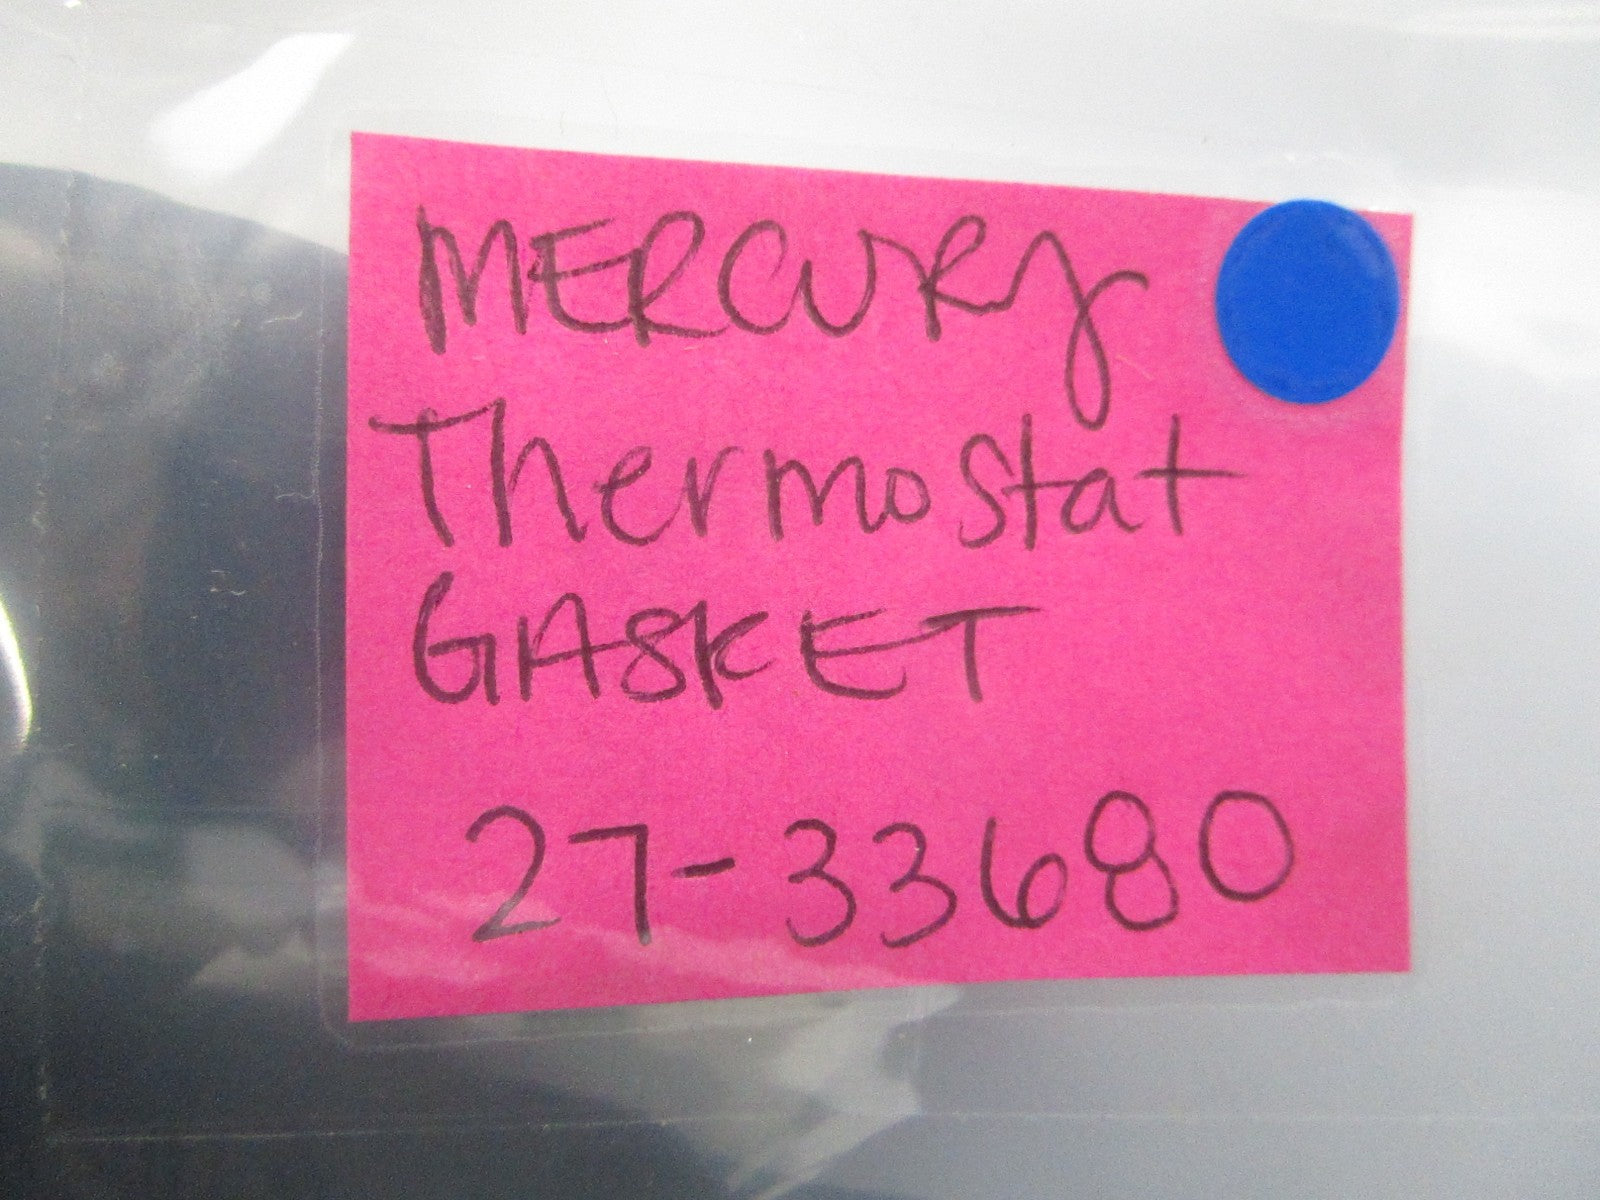 MERCURY
Thermostat
GASKET
27-33680